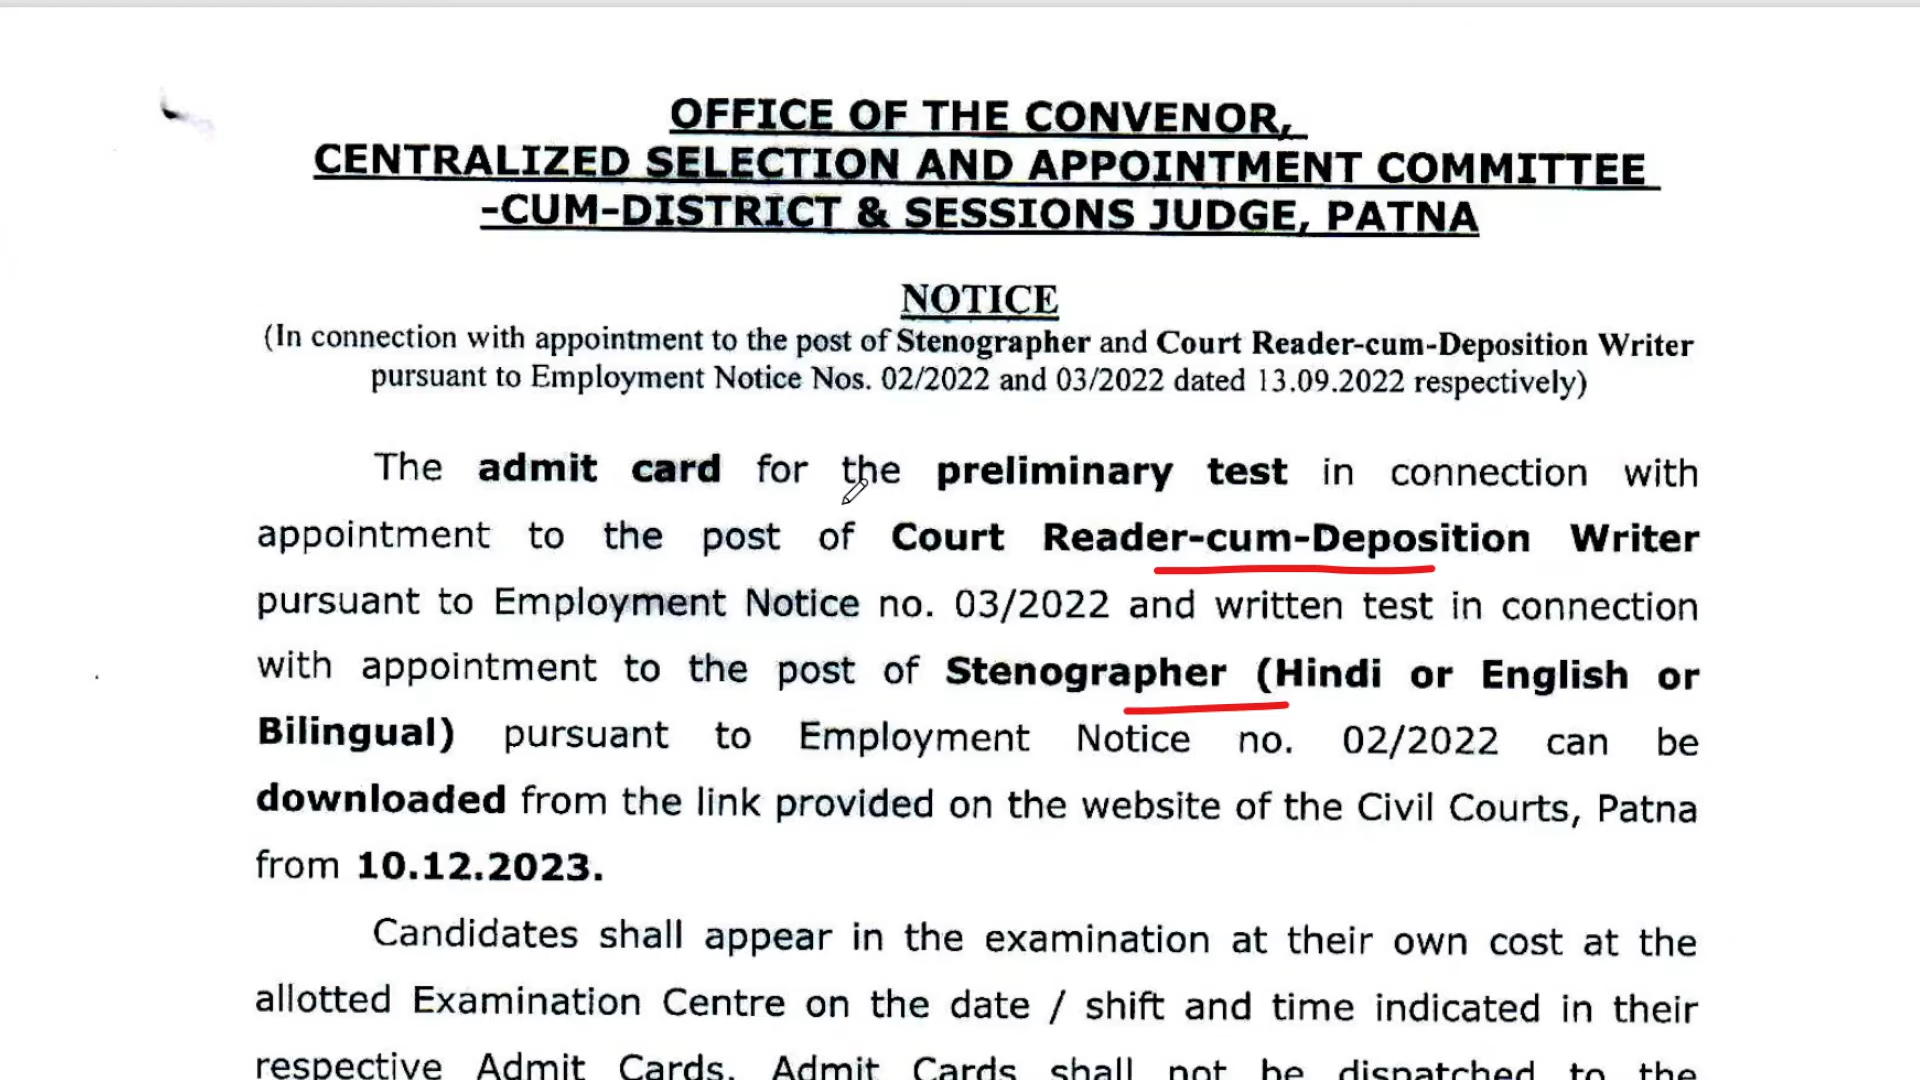 OFFICE OF THE CONVENOR,
CENTRALIZED SELECTION AND APPOINTMENT COMMITTEE
-CUM-DISTRICT & SESSIONS JUDGE, PATNA
NOTICE
(In connection with appointment to the post of Stenographer and Court Reader-cum-Deposition Writer
pursuant to Employment Notice Nos. 02/2022 and 03/2022 dated 13.09.2022 respectively)
The admit card for the preliminary test in connection with
appointment to the post of Court Reader-cum-Deposition Writer
pursuant to Employment Notice no. 03/2022 and written test in connection
with appointment to the post of Stenographer (Hindi or English or
Bilingual) pursuant to Employment Notice no. 02/2022 can be
downloaded from the link provided on the website of the Civil Courts, Patna
from 10.12.2023.
Candidates shall appear in the examination at their own cost at the
allotted Examination Centre on the date / shift and time indicated in their
respective Admit Cards. Admit Cards shall not be dispatched to the